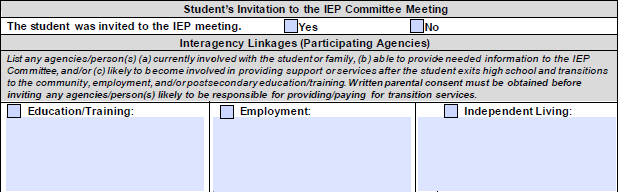 Student's Invitation to the IEP Committee Meeting
The student was invited to the IEP meeting. Yes No
Interagency Linkages (Participating Agencies)
List any agencies/person(s) (a) currently involved with the student or family, (b) able to provide needed information to the IEP
Committee, and/or (c) likely to become involved in providing support or services after the student exits high school and transitions
to the community, employment, and/or postsecondary education/training. Written parental consent must be obtained before
inviting any agencies/person(s) likely to be responsible for providing/paying for transition services.
Education/Training: Employment: Independent Living: